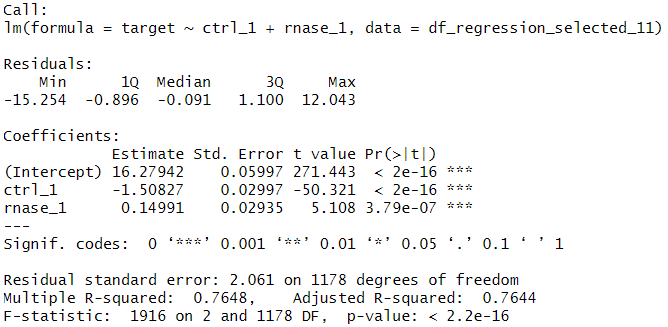 Call:
lm(formula = target ~ ctrl_1 + rnase_1, data = df_regression_selected_11)
Residuals:
Min 1Q Median 3Q Max
-15.254 -0.896 -0.091 1.100 12.043
Coefficients:
Estimate Std. Error t value Pr(>|t|)
(Intercept) 16.27942 0.05997 271.443 < 2e-16 ***
ctrl_1 -1.50827 0.02997 -50.321 < 2e-16 ***
rnase_1 0.14991 0.02935 5.108 3.79e-07 ***
---
Signif. codes: 0 ‘***’ 0.001 ‘**’ 0.01 ‘*’ 0.05 ‘.’ 0.1 ‘ ’ 1
Residual standard error: 2.061 on 1178 degrees of freedom
Multiple R-squared: 0.7648, Adjusted R-squared: 0.7644
F-statistic: 1916 on 2 and 1178 DF, p-value: < 2.2e-16